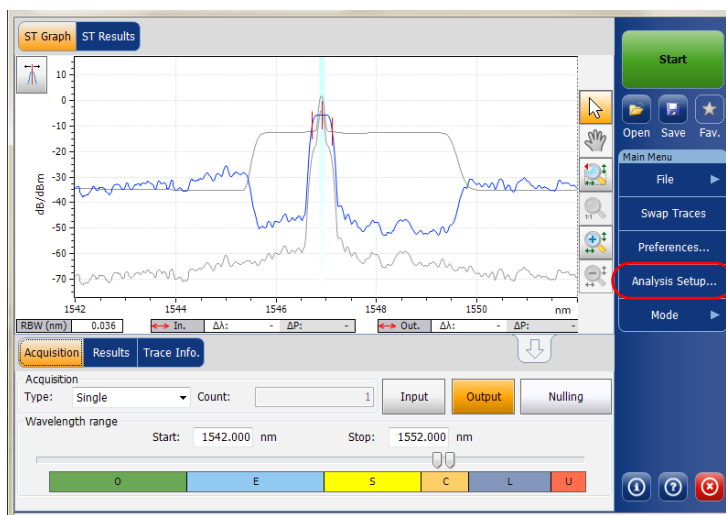 ST Graph ST Results
Start
Open Save Fav.
Main Menu
File
Swap Traces
Preferences...
Analysis Setup...
Mode
dB/dBm
10
0
-10
-20
-30
-40
-50
-60
-70
1542 1544 1546 1548 1550 nm
1:1
RBW (nm) 0.036 In. Δλ: - ΔP: - Out. Δλ: - ΔP: -
Acquisition Results Trace Info.
Acquisition
Type: Single Count: 1 Input Output Nulling
Wavelength range
Start: 1542.000 nm Stop: 1552.000 nm
O E S C L U